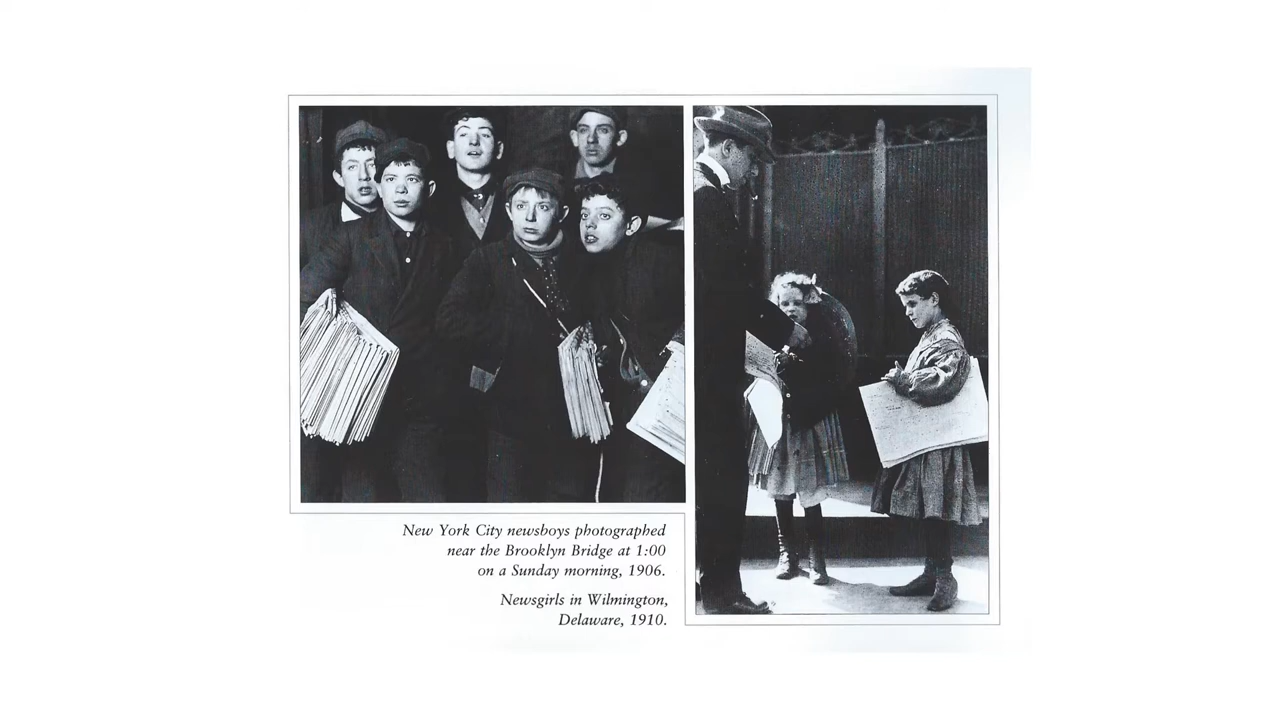 New York City newsboys photographed
near the Brooklyn Bridge at 1:00
on a Sunday morning, 1906.
Newsgirls in Wilmington,
Delaware, 1910.